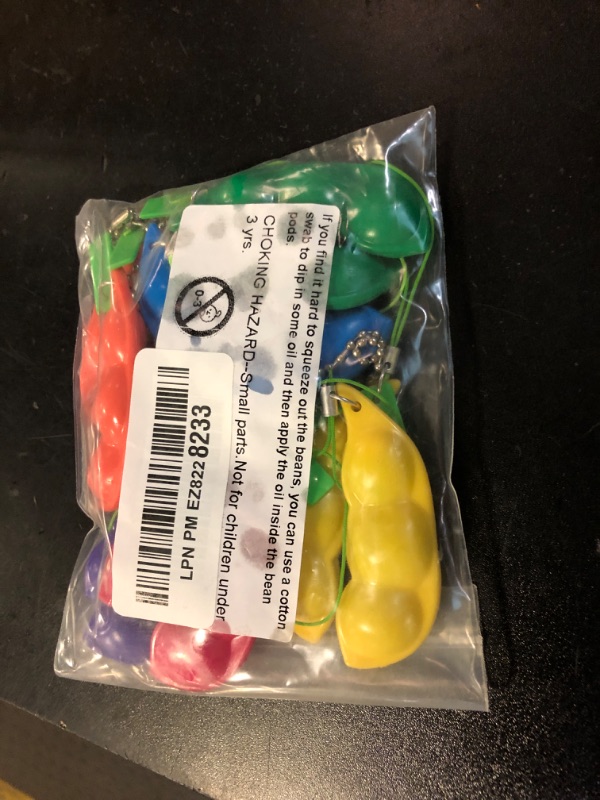 If you find it hard to squeeze out the beans, you can use a cotton
swab to dip in some oil and then apply the oil inside the bean
pods.
CHOKING HAZARD--Small parts.Not for children under
3 yrs.
0-3
LPN PM EZ8228233